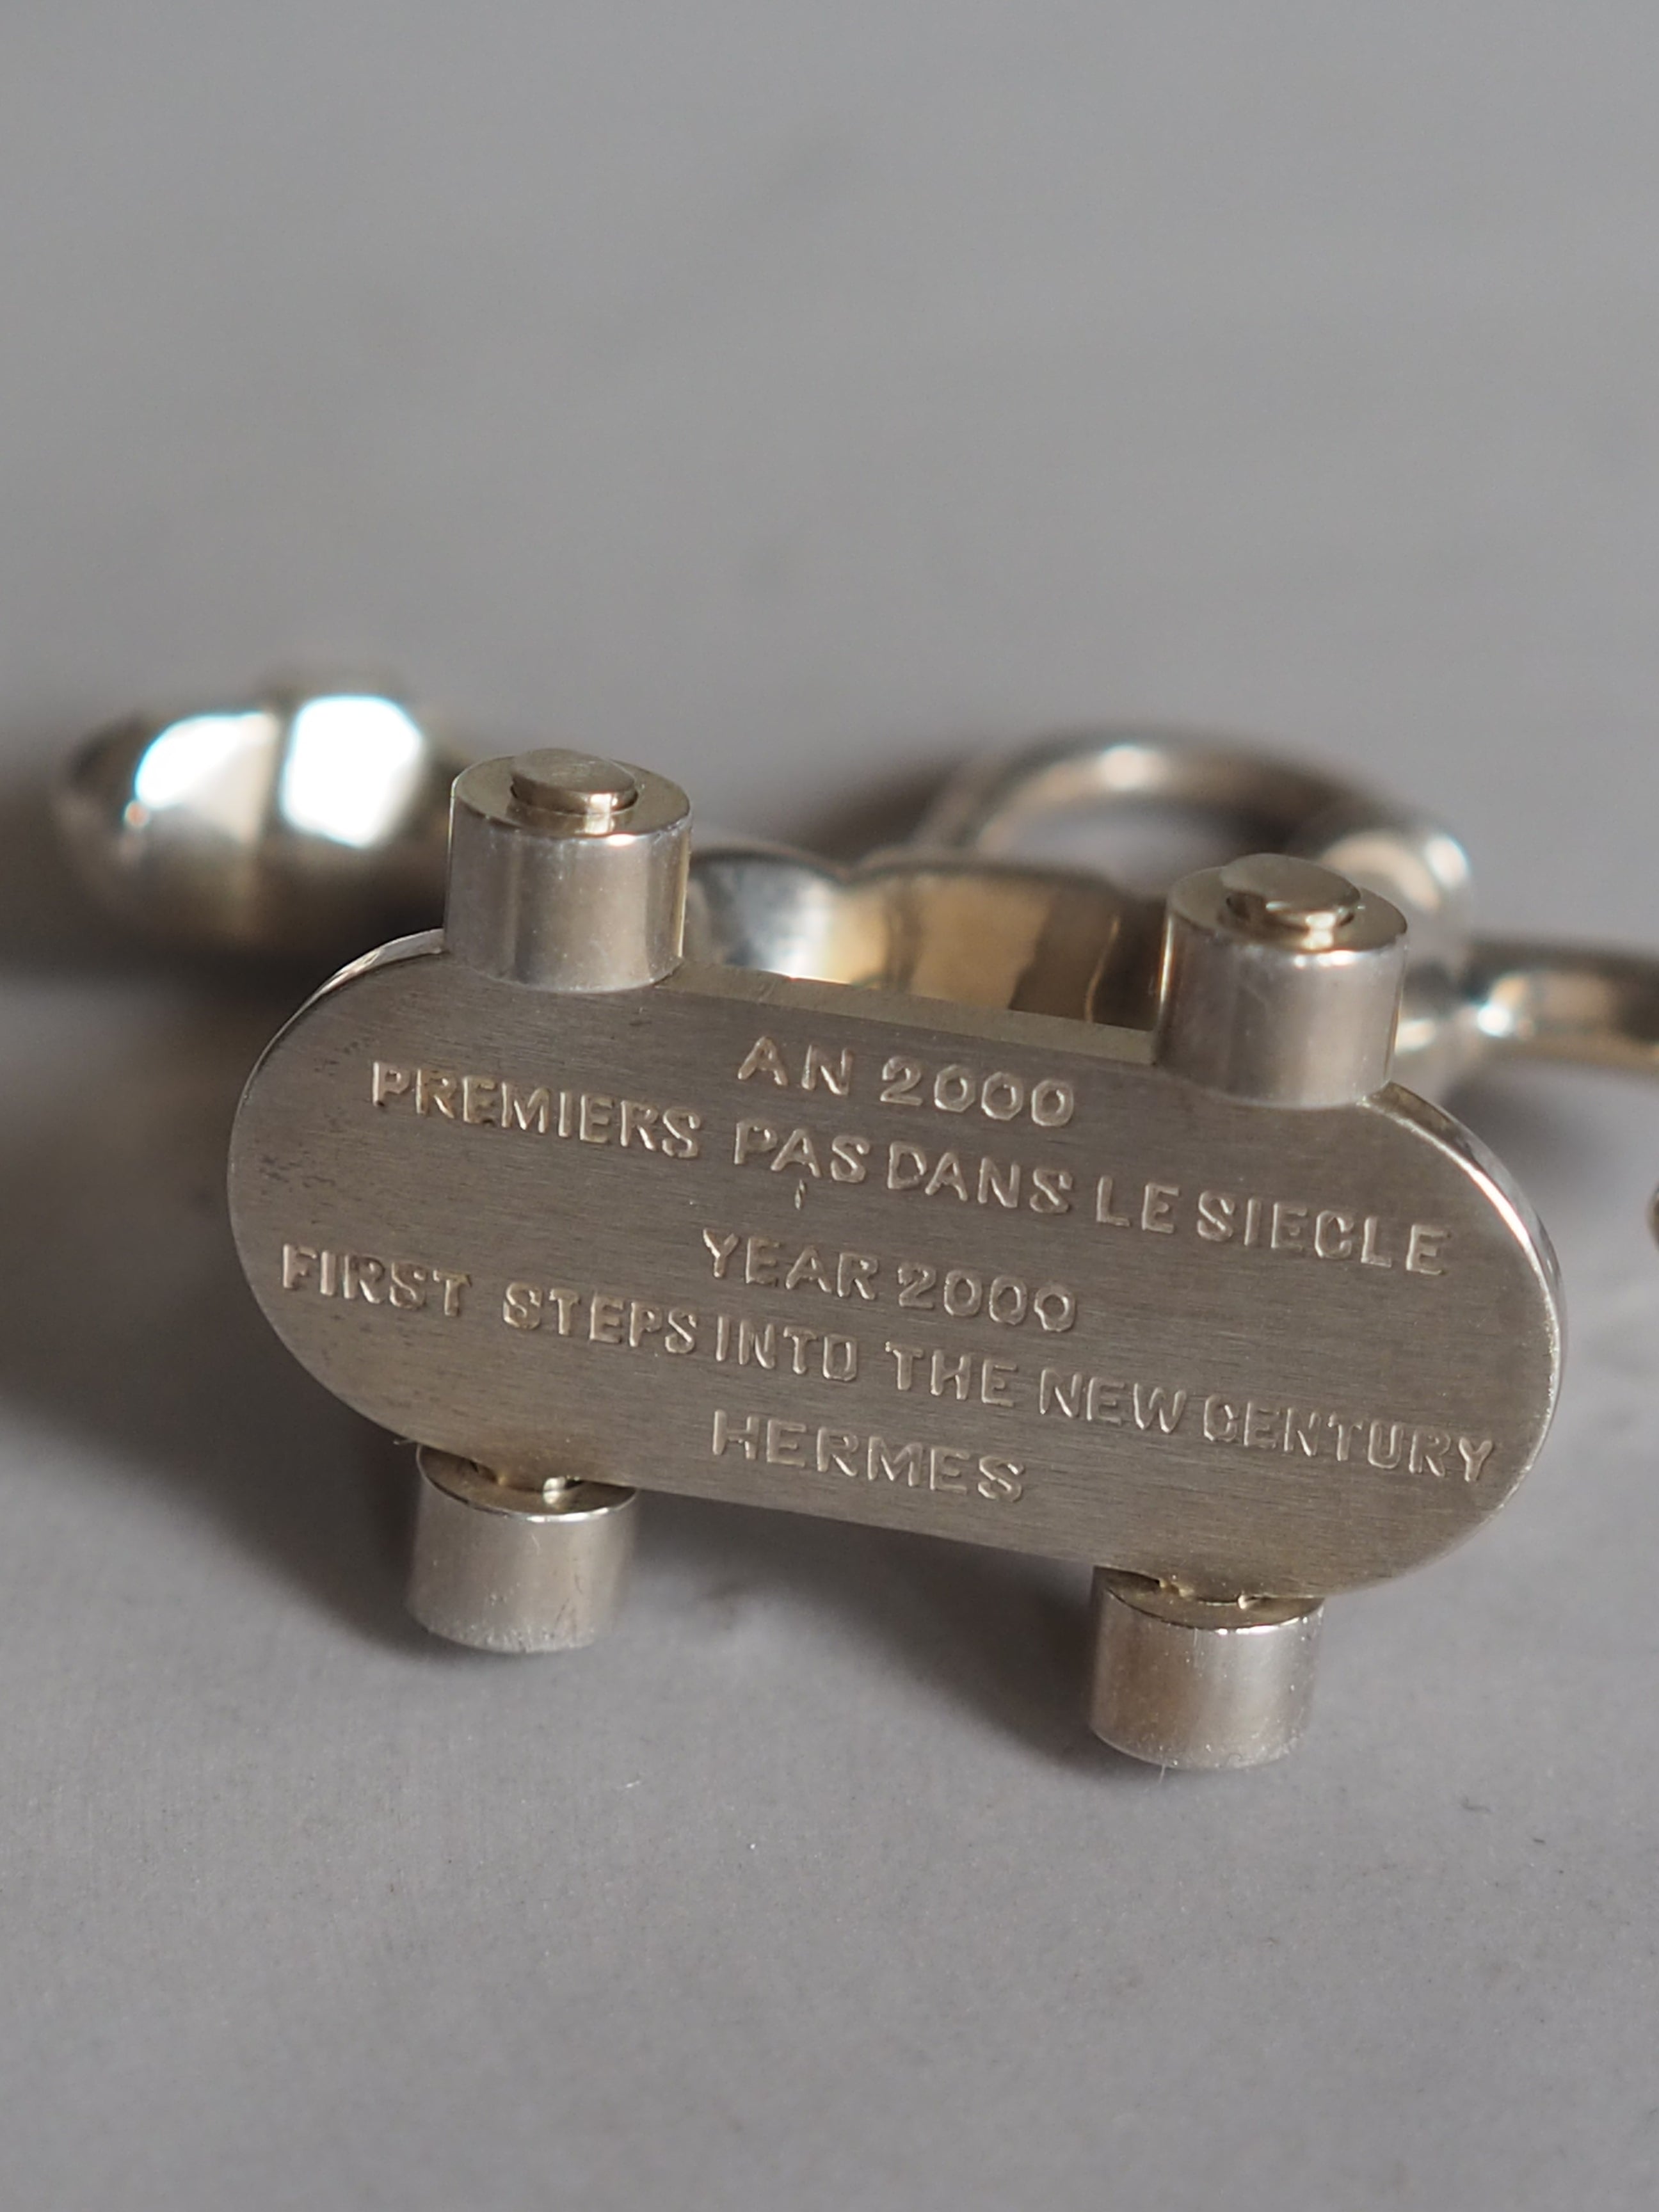 AN 2000
PREMIERS PAS DANS LE SIECLE
YEAR 2000
FIRST STEPS INTO THE NEW CENTURY
HERMES